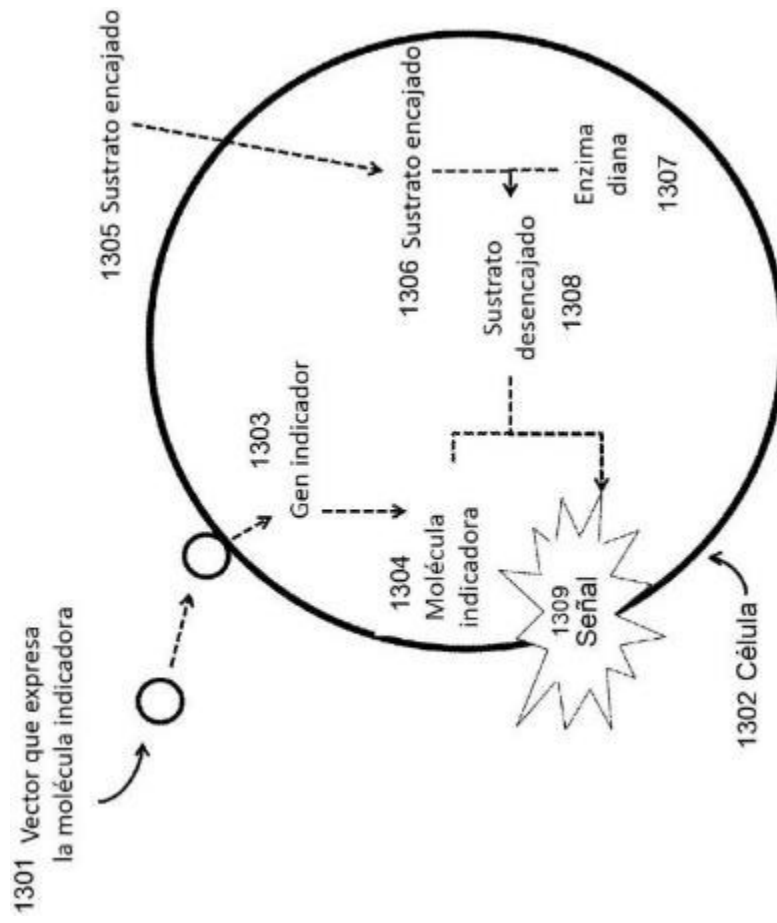 1301 Vector que expresa
la molécula indicadora
1305 Sustrato encajado
1303
Gen indicador
1306 Sustrato encajado
1304
Molécula
indicadora
Sustrato
desencajado
1308
Enzima
diana
1307
1309
Señal
1302 Célula